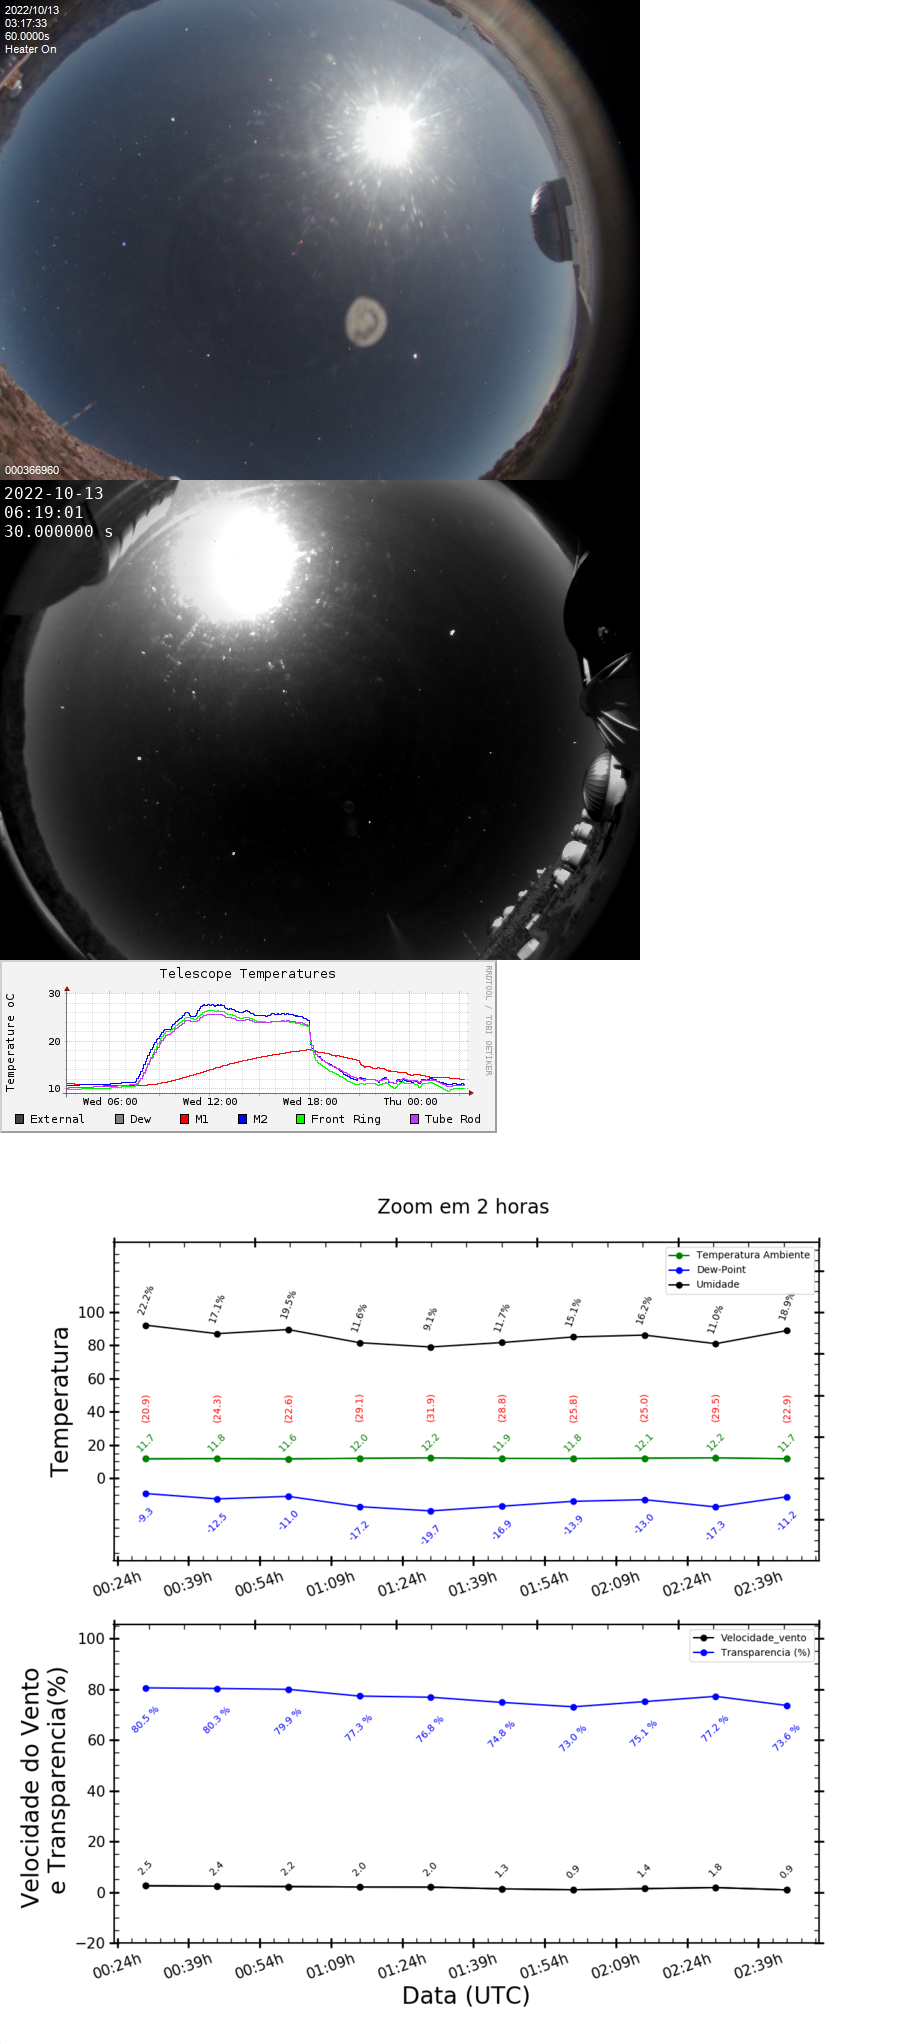 2022/10/13
03:17:33
60.0000s
Heater On
000366960
2022-10-13
06:19:01
30.000000 s
Telescope Temperatures
RRDTOOL / TOBI OETIKER
Temperature oC
30
20
10
Wed 06:00 Wed 12:00 Wed 18:00 Thu 00:00
External Dew M1 M2 Front Ring Tube Rod
Zoom em 2 horas
Temperatura Ambiente
Dew-Point
Umidade
Temperatura
100
80
60
40
20
0
22.2% 17.1% 19.5% 11.6% 9.1% 11.7% 15.1% 16.2% 11.0% 18.9%
(20.9) (24.3) (22.6) (29.1) (31.9) (28.8) (25.8) (25.0) (29.5) (22.9)
11.7 11.8 11.6 12.0 12.2 11.9 11.8 12.1 12.2 11.7
-9.3 -12.5 -11.0 -17.2 -19.7 -16.9 -13.9 -13.0 -17.3 -11.2
00:24h 00:39h 00:54h 01:09h 01:24h 01:39h 01:54h 02:09h 02:24h 02:39h
Velocidade_vento
Transparencia (%)
Velocidade do Vento
e Transparencia(%)
100
80
60
40
20
0
−20
80.5 % 80.3 % 79.9 % 77.3 % 76.8 % 74.8 % 73.0 % 75.1 % 77.2 % 73.6 %
2.5 2.4 2.2 2.0 2.0 1.3 0.9 1.4 1.8 0.9
00:24h 00:39h 00:54h 01:09h 01:24h 01:39h 01:54h 02:09h 02:24h 02:39h
Data (UTC)